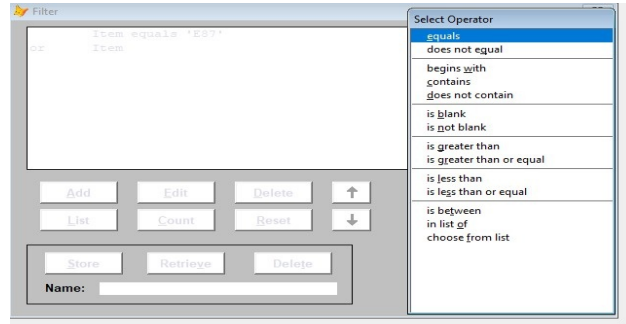 Filter
Item equals 'E87'
or Item
Add Edit Delete
List Count Reset
Store Retrieve Delete
Name:
Select Operator
equals
does not equal
begins with
contains
does not contain
is blank
is not blank
is greater than
is greater than or equal
is less than
is less than or equal
is between
in list of
choose from list